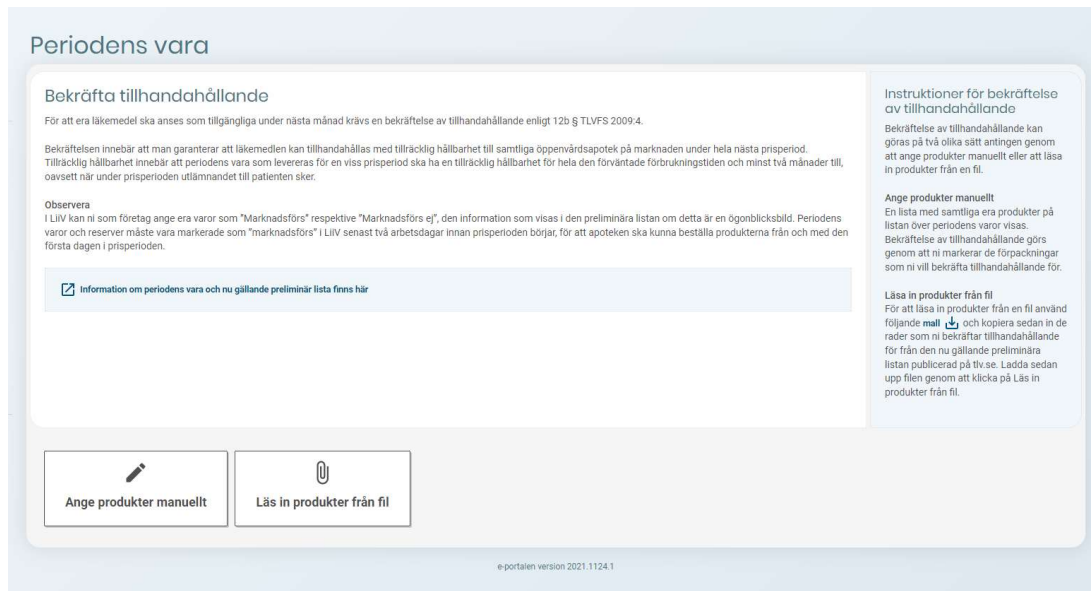 Periodens vara
Bekräfta tillhandahållande
För att era läkemedel ska anses som tillgängliga under nästa månad krävs en bekräftelse av tillhandahållande enligt 12b § TLVFS 2009:4.
Bekräftelsen innebär att man garanterar att läkemedlen kan tillhandahållas med tillräcklig hållbarhet till samtliga öppenvårdsapotek på marknaden under hela nästa prisperiod.
Tillräcklig hållbarhet innebär att periodens vara som levereras för en viss prisperiod ska ha en tillräcklig hållbarhet för hela den förväntade förbrukningstiden och minst två månader till,
oavsett när under prisperioden utlämnandet till patienten sker.
Observera
I LiiV kan ni som företag ange era varor som ”Marknadsförs” respektive ”Marknadsförs ej”, den information som visas i den preliminära listan om detta är en ögonblicksbild. Periodens
varor och reserver måste vara markerade som ”marknadsförs” i LiiV senast två arbetsdagar innan prisperioden börjar, för att apoteken ska kunna beställa produkterna från och med den
första dagen i prisperioden.
Information om periodens vara och nu gällande preliminär lista finns här
Instruktioner för bekräftelse
av tillhandahållande
Bekräftelse av tillhandahållande kan
göras på två olika sätt antingen genom
att ange produkter manuellt eller att läsa
in produkter från en fil.
Ange produkter manuellt
En lista med samtliga era produkter på
listan över periodens varor visas.
Bekräftelse av tillhandahållande görs
genom att ni markerar de förpackningar
som ni vill bekräfta tillhandahållande för.
Läsa in produkter från fil
För att läsa in produkter från en fil använd
följande mall och kopiera sedan in de
rader som ni bekräftar tillhandahållande
för från den nu gällande preliminära
listan publicerad på tlv.se. Ladda sedan
upp filen genom att klicka på Läs in
produkter från fil.
Ange produkter manuellt
Läs in produkter från fil
e-portalen version 2021.1124.1